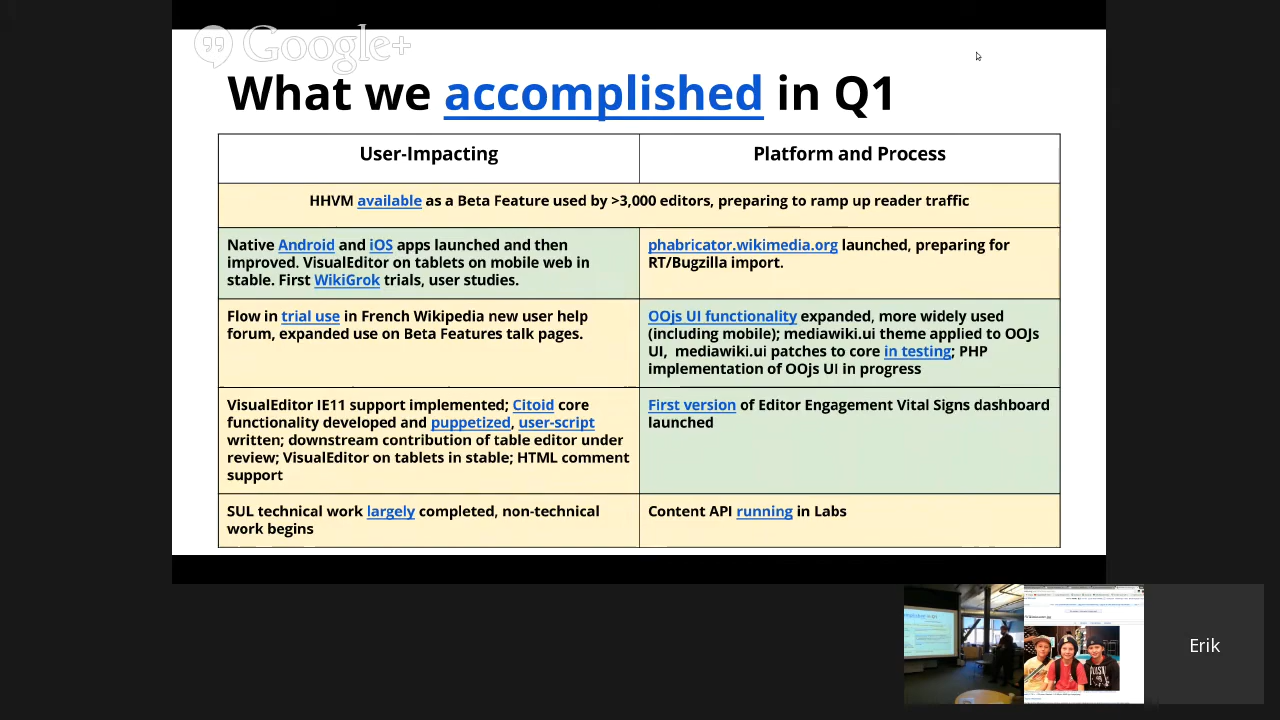 Google+
What we accomplished in Q1
User-Impacting
Platform and Process
HHVM available as a Beta Feature used by >3,000 editors, preparing to ramp up reader traffic
Native Android and iOS apps launched and then
improved. VisualEditor on tablets on mobile web in
stable. First WikiGrok trials, user studies.
phabricator.wikimedia.org launched, preparing for
RT/Bugzilla import.
Flow in trial use in French Wikipedia new user help
forum, expanded use on Beta Features talk pages.
OOjs UI functionality expanded, more widely used
(including mobile); mediawiki.ui theme applied to OOJs
UI, mediawiki.ui patches to core in testing; PHP
implementation of OOjs UI in progress
VisualEditor IE11 support implemented; Citoid core
functionality developed and puppetized, user-script
written; downstream contribution of table editor under
review; VisualEditor on tablets in stable; HTML comment
support
First version of Editor Engagement Vital Signs dashboard
launched
SUL technical work largely completed, non-technical
work begins
Content API running in Labs
Erik